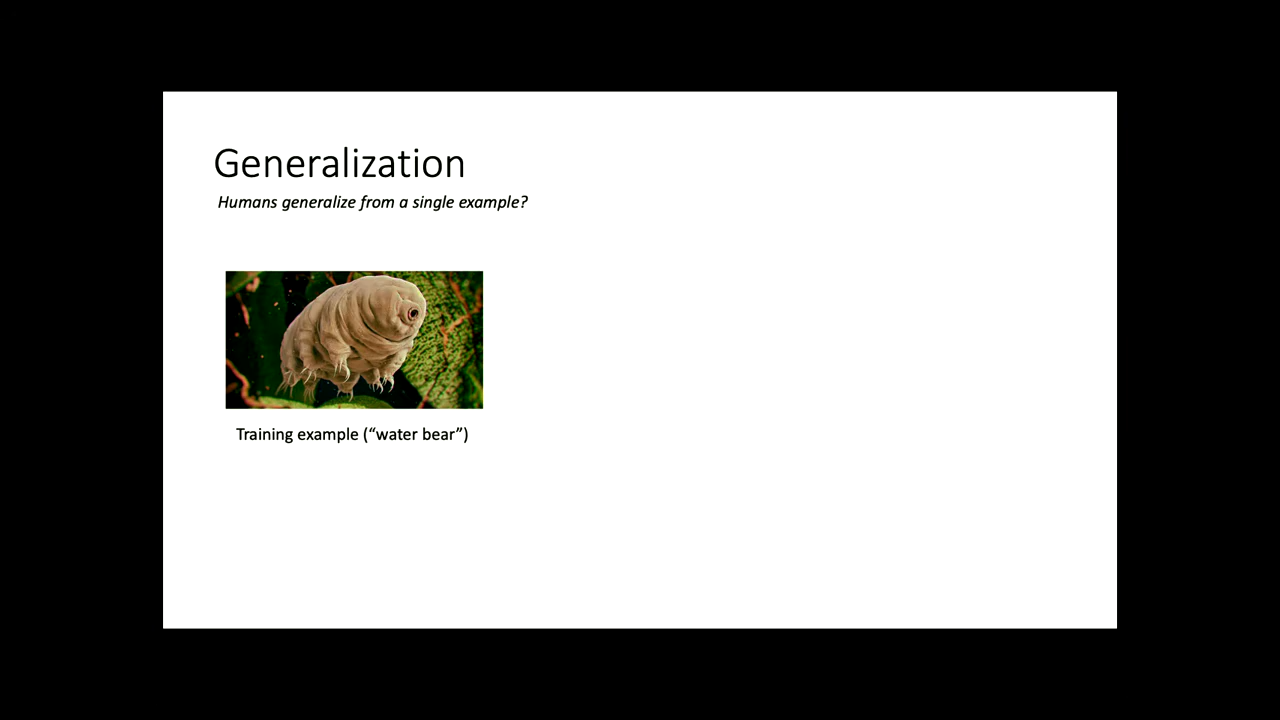 Generalization
Humans generalize from a single example?
Training example (“water bear”)